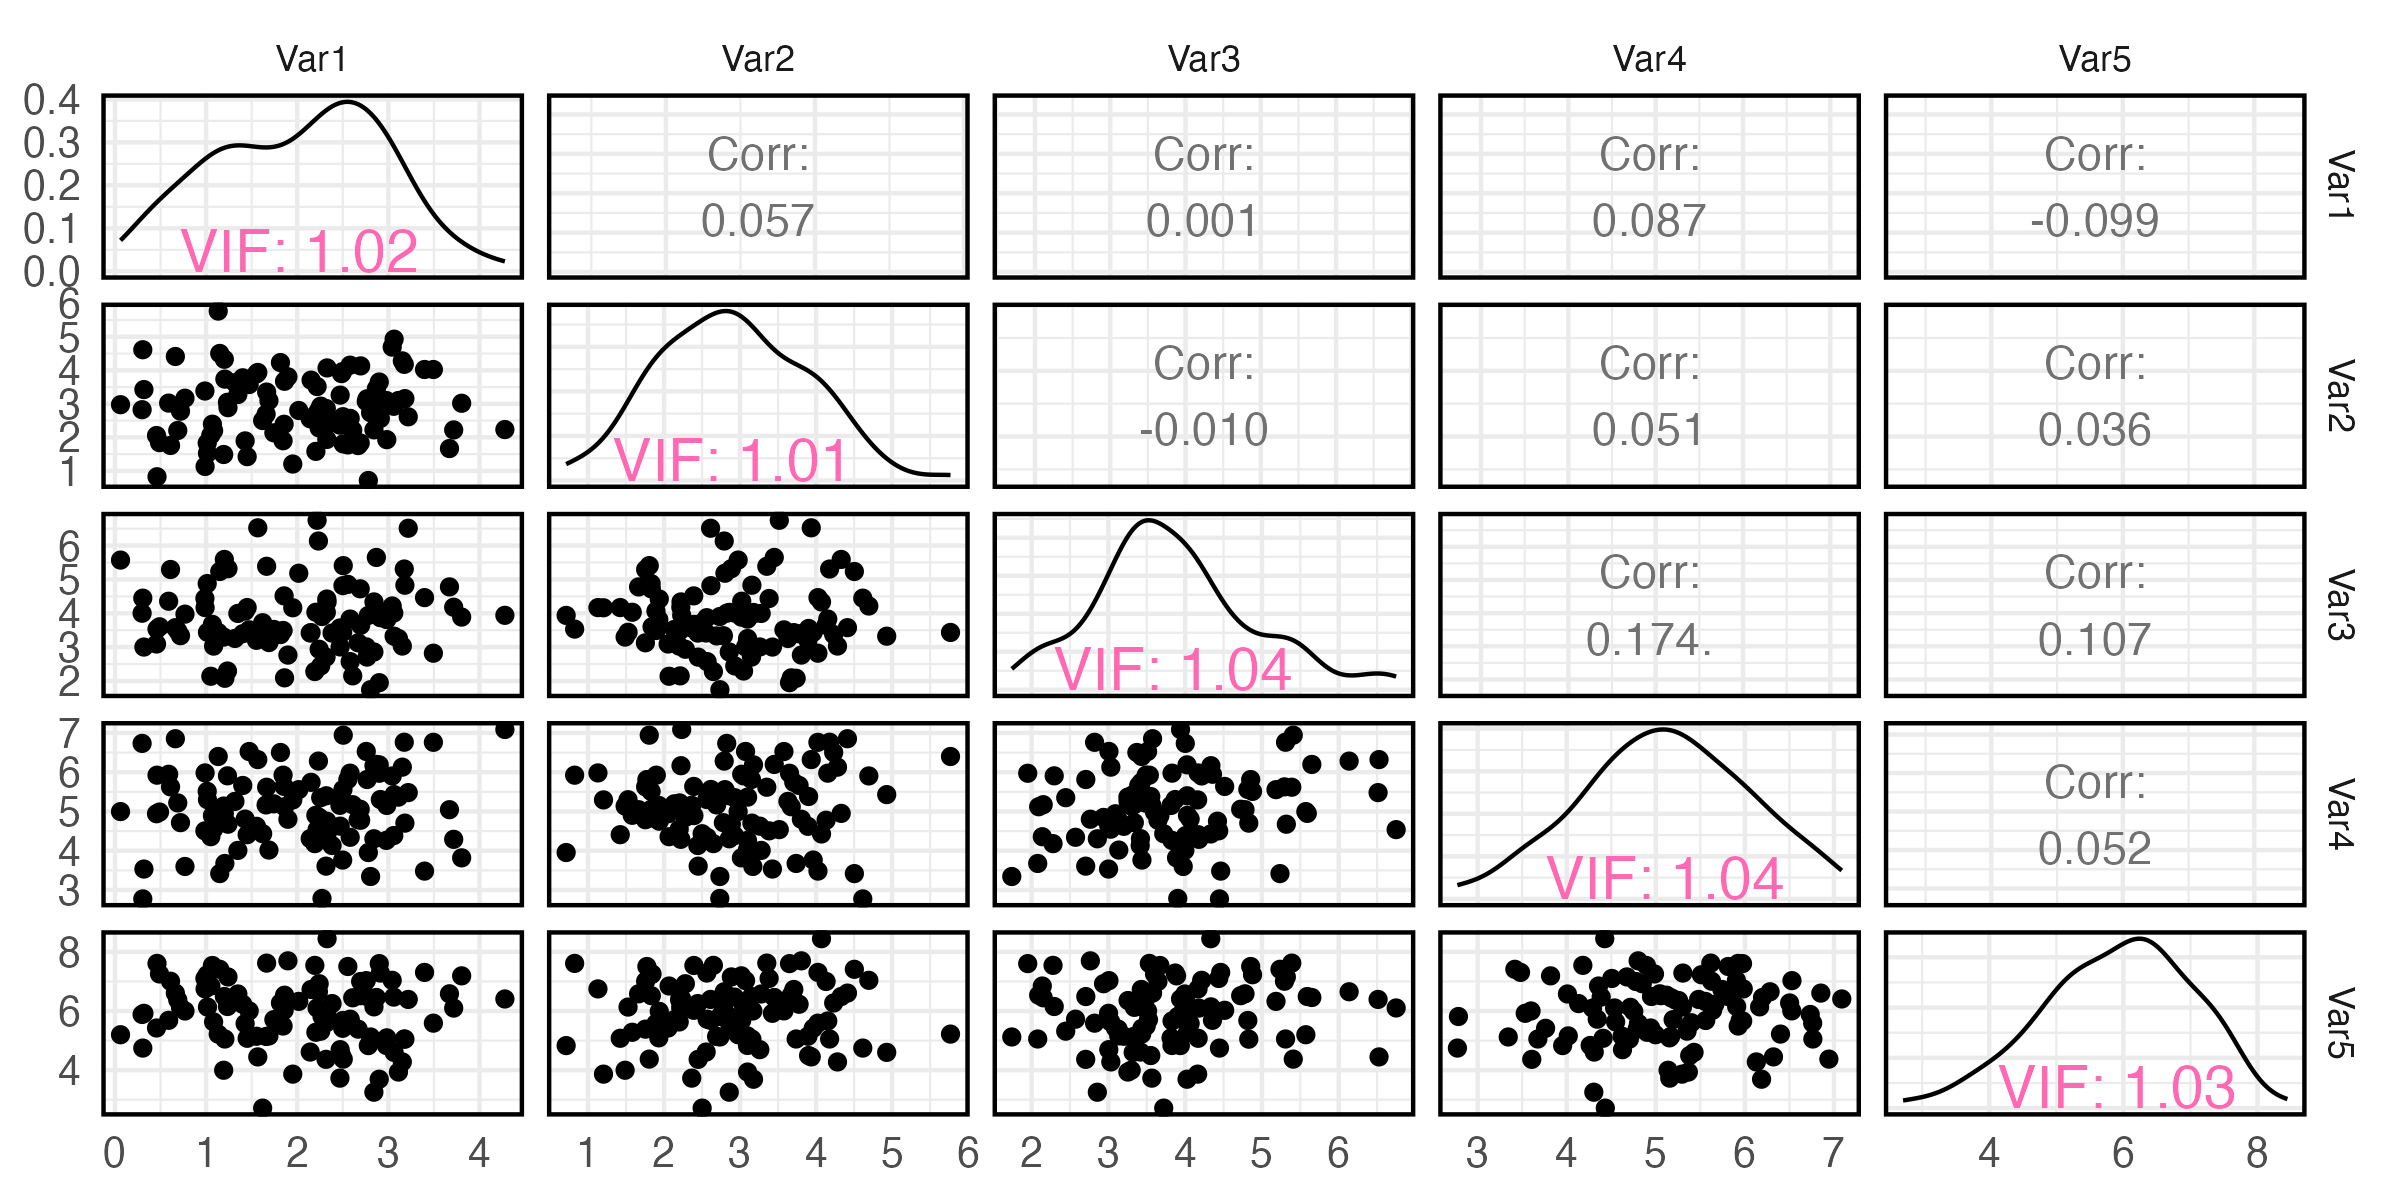 Var1 Var2 Var3 Var4 Var5
0.4
0.3
0.2
0.1
0.0
VIF: 1.02
Corr:
0.057
Corr:
0.001
Corr:
0.087
Corr:
-0.099
Var1
6
5
4
3
2
1
VIF: 1.01
Corr:
-0.010
Corr:
0.051
Corr:
0.036
Var2
6
5
4
3
2
VIF: 1.04
Corr:
0.174.
Corr:
0.107
Var3
7
6
5
4
3
VIF: 1.04
Corr:
0.052
Var4
8
6
4
VIF: 1.03
Var5
0 1 2 3 4 1 2 3 4 5 6 2 3 4 5 6 3 4 5 6 7 4 6 8